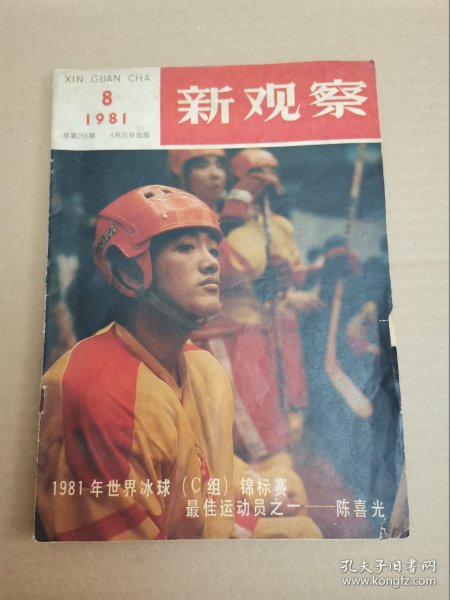 XIN GUAN CHA
8
1981
总第256期 4月25日出版
新观察
1981年世界冰球（C组）锦标赛
最佳运动员之一——陈喜光
孔夫子旧书网
www.kongfz.com